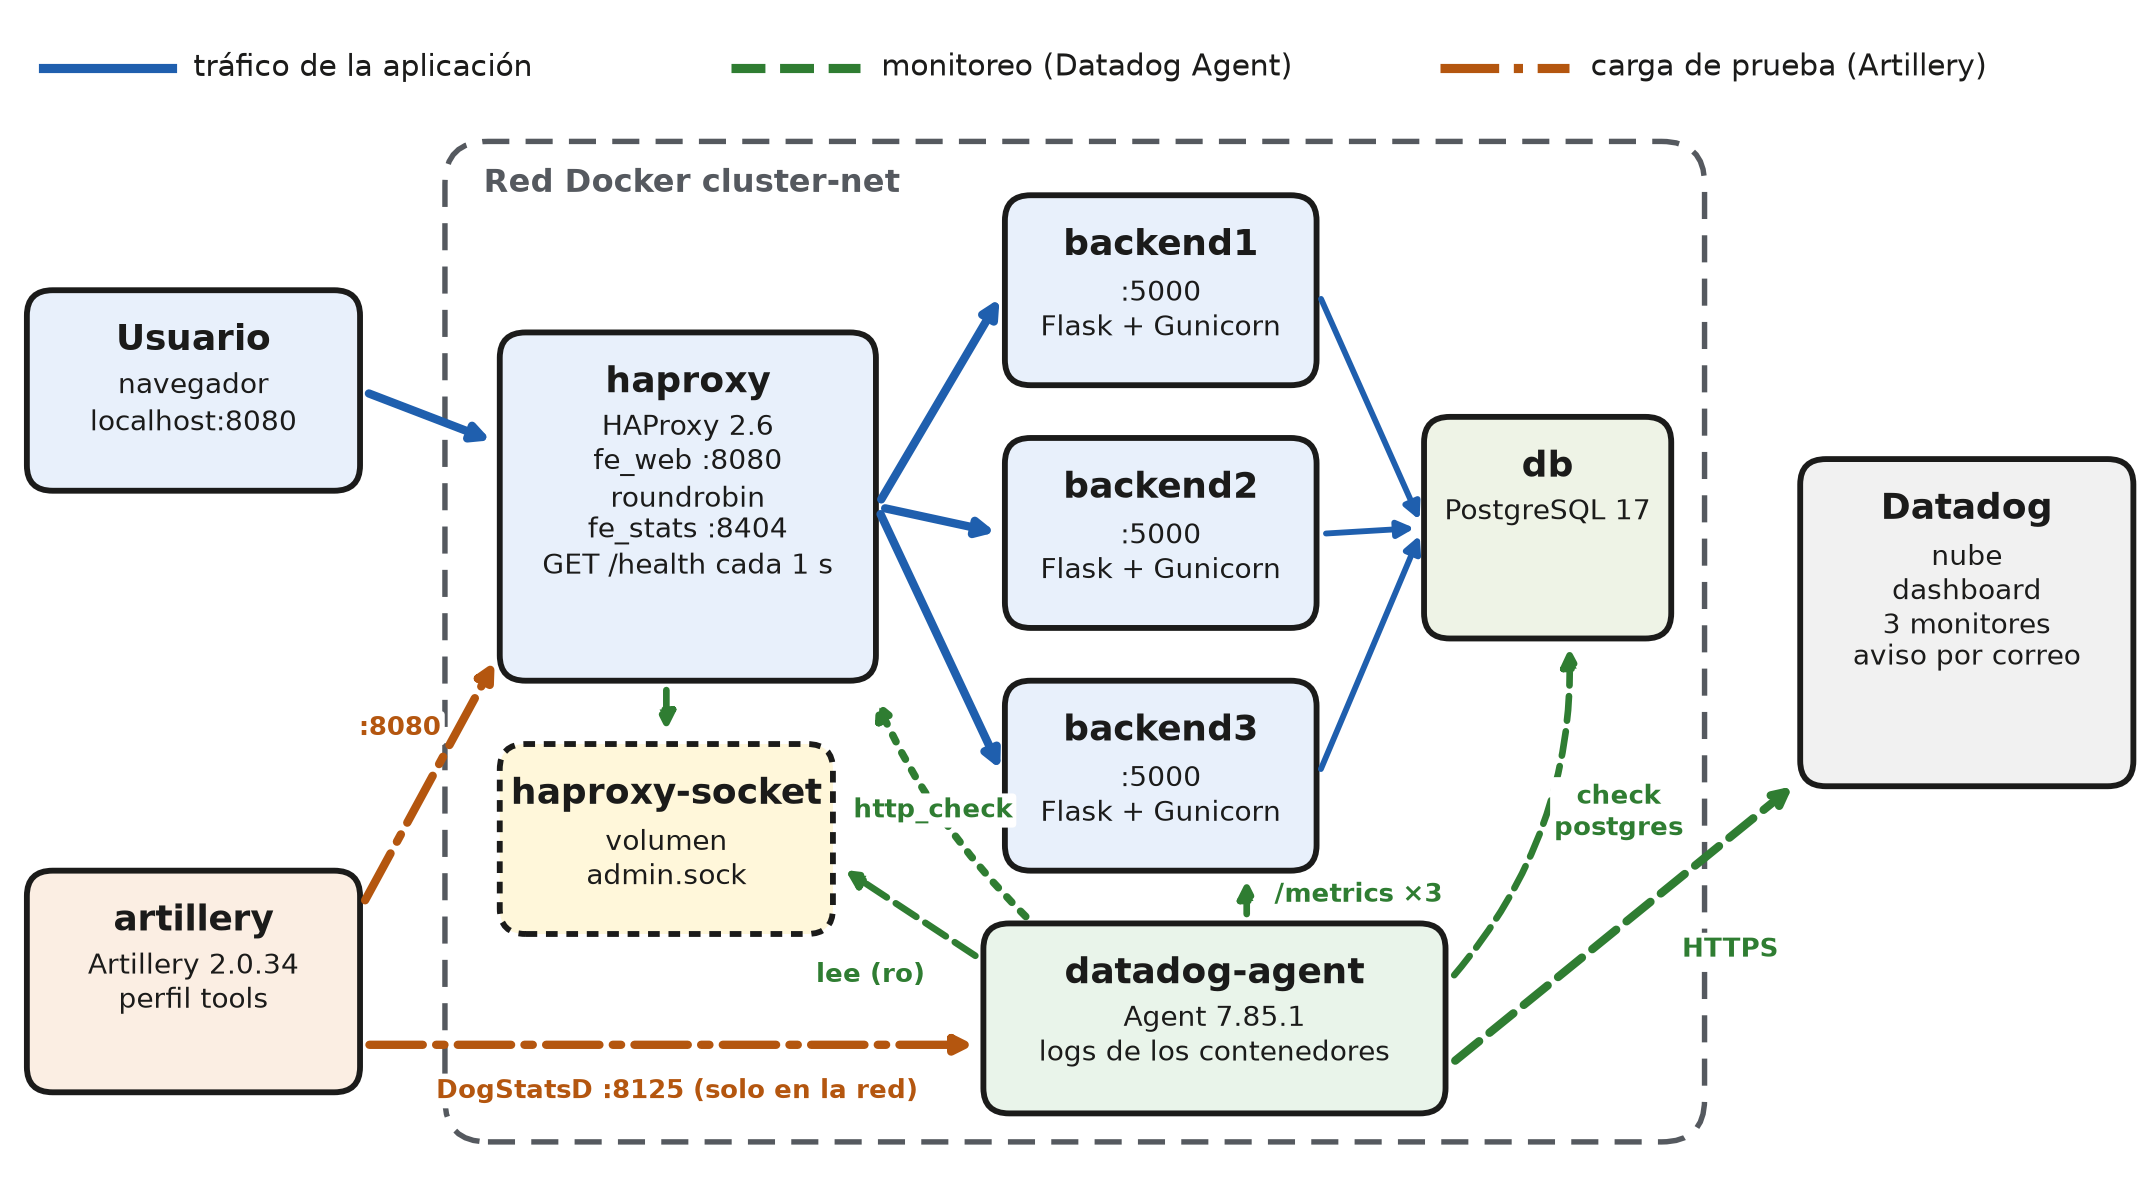 tráfico de la aplicación
monitoreo (Datadog Agent)
carga de prueba (Artillery)
Red Docker cluster-net
Usuario
navegador
localhost:8080
haproxy
HAProxy 2.6
fe_web :8080
roundrobin
fe_stats :8404
GET /health cada 1 s
backend1
:5000
Flask + Gunicorn
backend2
:5000
Flask + Gunicorn
backend3
:5000
Flask + Gunicorn
db
PostgreSQL 17
Datadog
nube
dashboard
3 monitores
aviso por correo
:8080
haproxy-socket
volumen
admin.sock
http_check
check
postgres
/metrics ×3
HTTPS
lee (ro)
artillery
Artillery 2.0.34
perfil tools
datadog-agent
Agent 7.85.1
logs de los contenedores
DogStatsD :8125 (solo en la red)